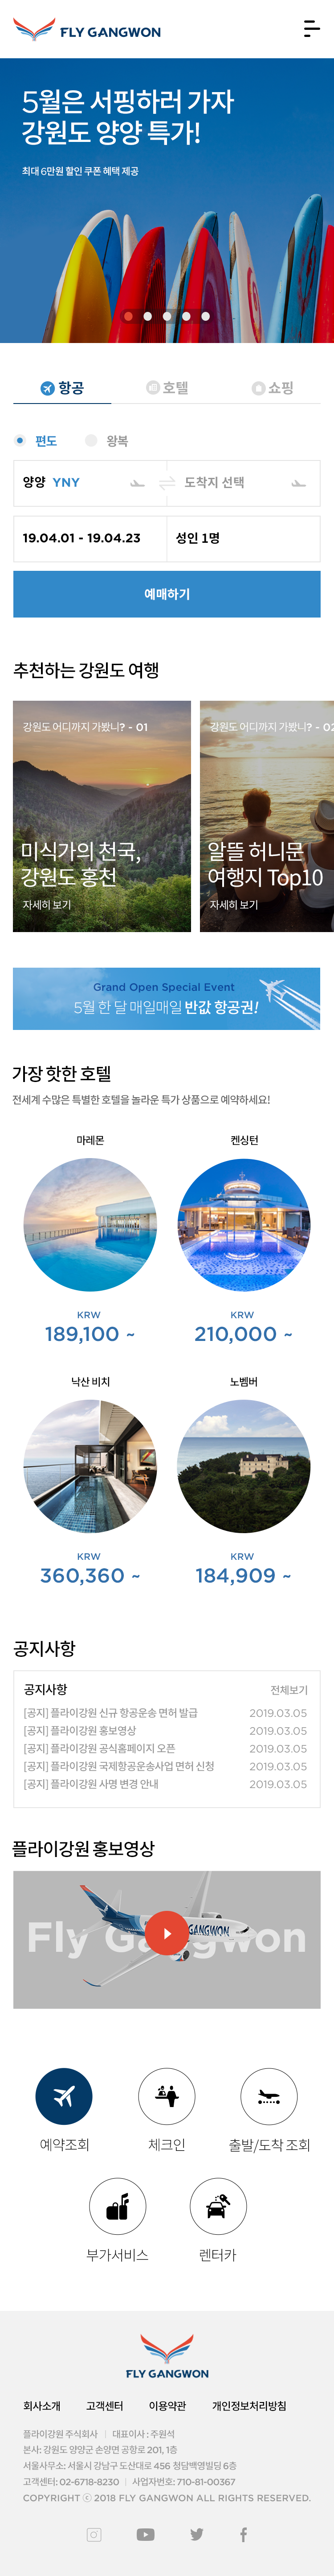 FLY GANGWON
5월은 서핑하러 가자
강원도 양양 특가!
최대 6만원 할인 쿠폰 혜택 제공
항공 호텔 쇼핑
편도 왕복
양양 YNY 도착지 선택
19.04.01 - 19.04.23 성인 1명
예매하기
추천하는 강원도 여행
강원도 어디까지 가봤니? - 01
미식가의 천국,
강원도 홍천
자세히 보기
강원도 어디까지 가봤니? - 02
알뜰 허니문
여행지 Top10
자세히 보기
Grand Open Special Event
5월 한 달 매일매일 반값 항공권!
가장 핫한 호텔
전세계 수많은 특별한 호텔을 놀라운 특가 상품으로 예약하세요!
마레몬 켄싱턴
KRW KRW
189,100 ~ 210,000 ~
낙산 비치 노벰버
KRW KRW
360,360 ~ 184,909 ~
공지사항
공지사항 전체보기
[공지] 플라이강원 신규 항공운송 면허 발급 2019.03.05
[공지] 플라이강원 홍보영상 2019.03.05
[공지] 플라이강원 공식홈페이지 오픈 2019.03.05
[공지] 플라이강원 국제항공운송사업 면허 신청 2019.03.05
[공지] 플라이강원 사명 변경 안내 2019.03.05
플라이강원 홍보영상
Fly Gangwon
GANGWON
예약조회 체크인 출발/도착 조회
부가서비스 렌터카
FLY GANGWON
회사소개 고객센터 이용약관 개인정보처리방침
플라이강원 주식회사 | 대표이사 : 주원석
본사: 강원도 양양군 손양면 공항로 201, 1층
서울사무소: 서울시 강남구 도산대로 456 청담백영빌딩 6층
고객센터: 02-6718-8230 | 사업자번호: 710-81-00367
COPYRIGHT ⓒ 2018 FLY GANGWON ALL RIGHTS RESERVED.